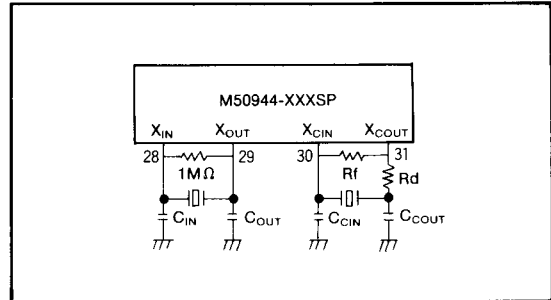 M50944-XXXSP
XIN XOUT XCIN XCOUT
28 29 30 31
1MΩ Rf Rd
CIN COUT CCIN CCOUT